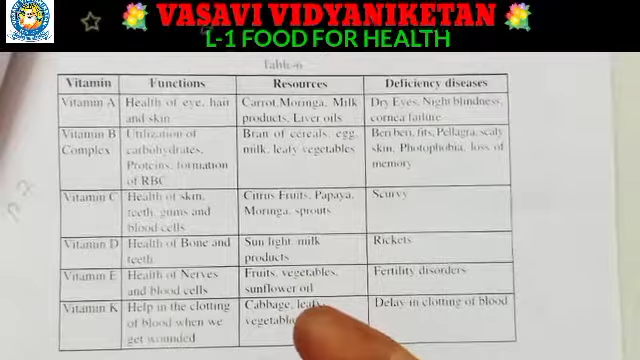 VASAVI VIDYANIKETAN
L-1 FOOD FOR HEALTH
Table-6
Vitamin Functions Resources Deficiency diseases
Vitamin A Health of eye, hair and skin Carrot,Moringa, Milk products, Liver oils Dry Eyes, Night blindness, cornea failure
Vitamin B Complex Utilization of carbohydrates, Proteins, formation of RBC Bran of cereals, egg, milk, leafy vegetables Beri beri, fits, Pellagra, scaly skin, Photophobia, loss of memory
Vitamin C Health of skin, teeth, gums and blood cells Citrus Fruits, Papaya, Moringa, sprouts Scurvy
Vitamin D Health of Bone and teeth Sun light, milk products Rickets
Vitamin E Health of Nerves and blood cells Fruits, vegetables, sunflower oil Fertility disorders
Vitamin K Help in the clotting of blood when we get wounded Cabbage, leafy Delay in clotting of blood